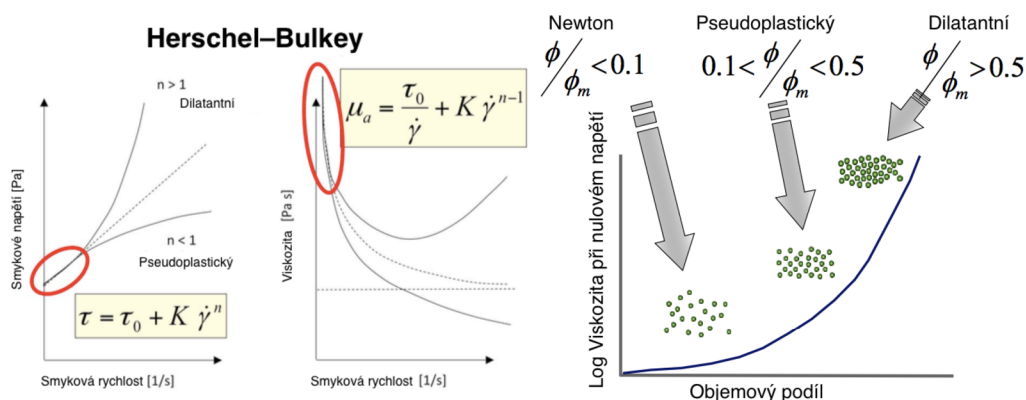 Herschel–Bulkey
n > 1
Dilatantní
n < 1
Pseudoplastický
Smykové napětí [Pa]
τ = τ₀ + K γ̇ⁿ
Smyková rychlost [1/s]
μₐ = τ₀/γ̇ + K γ̇ⁿ⁻¹
Viskozita [Pa s]
Smyková rychlost [1/s]
Newton
ϕ/ϕₘ <0.1
Pseudoplastický
0.1< ϕ/ϕₘ <0.5
Dilatantní
ϕ/ϕₘ >0.5
Log Viskozita při nulovém napětí
Objemový podíl